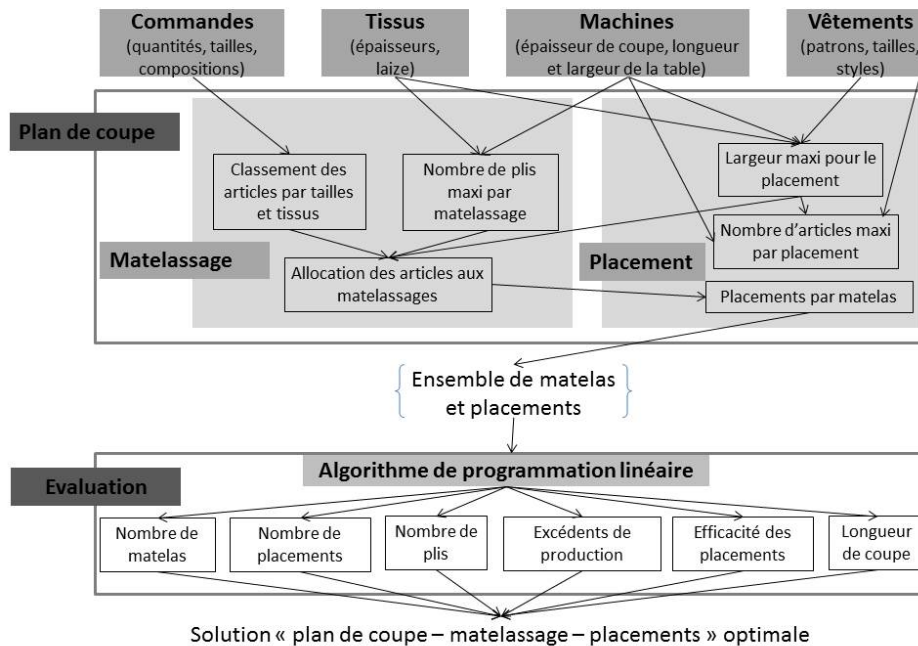 Commandes
(quantités, tailles,
compositions)
Tissus
(épaisseurs,
laize)
Machines
(épaisseur de coupe, longueur
et largeur de la table)
Vêtements
(patrons, tailles,
styles)
Plan de coupe
Classement des
articles par tailles
et tissus
Nombre de plis
maxi par
matelassage
Largeur maxi pour le
placement
Nombre d’articles maxi
par placement
Matelassage
Allocation des articles aux
matelassages
Placement
Placements par matelas
Ensemble de matelas
et placements
Algorithme de programmation linéaire
Evaluation
Nombre de
matelas
Nombre de
placements
Nombre de
plis
Excédents de
production
Efficacité des
placements
Longueur
de coupe
Solution « plan de coupe – matelassage – placements » optimale